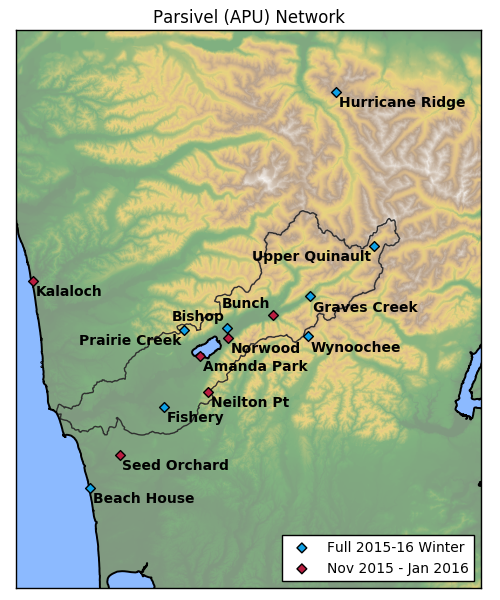 Parsivel (APU) Network
Hurricane Ridge
Upper Quinault
Kalaloch
Bunch
Graves Creek
Bishop
Prairie Creek
Norwood
Wynoochee
Amanda Park
Neilton Pt
Fishery
Seed Orchard
Beach House
Full 2015-16 Winter
Nov 2015 - Jan 2016